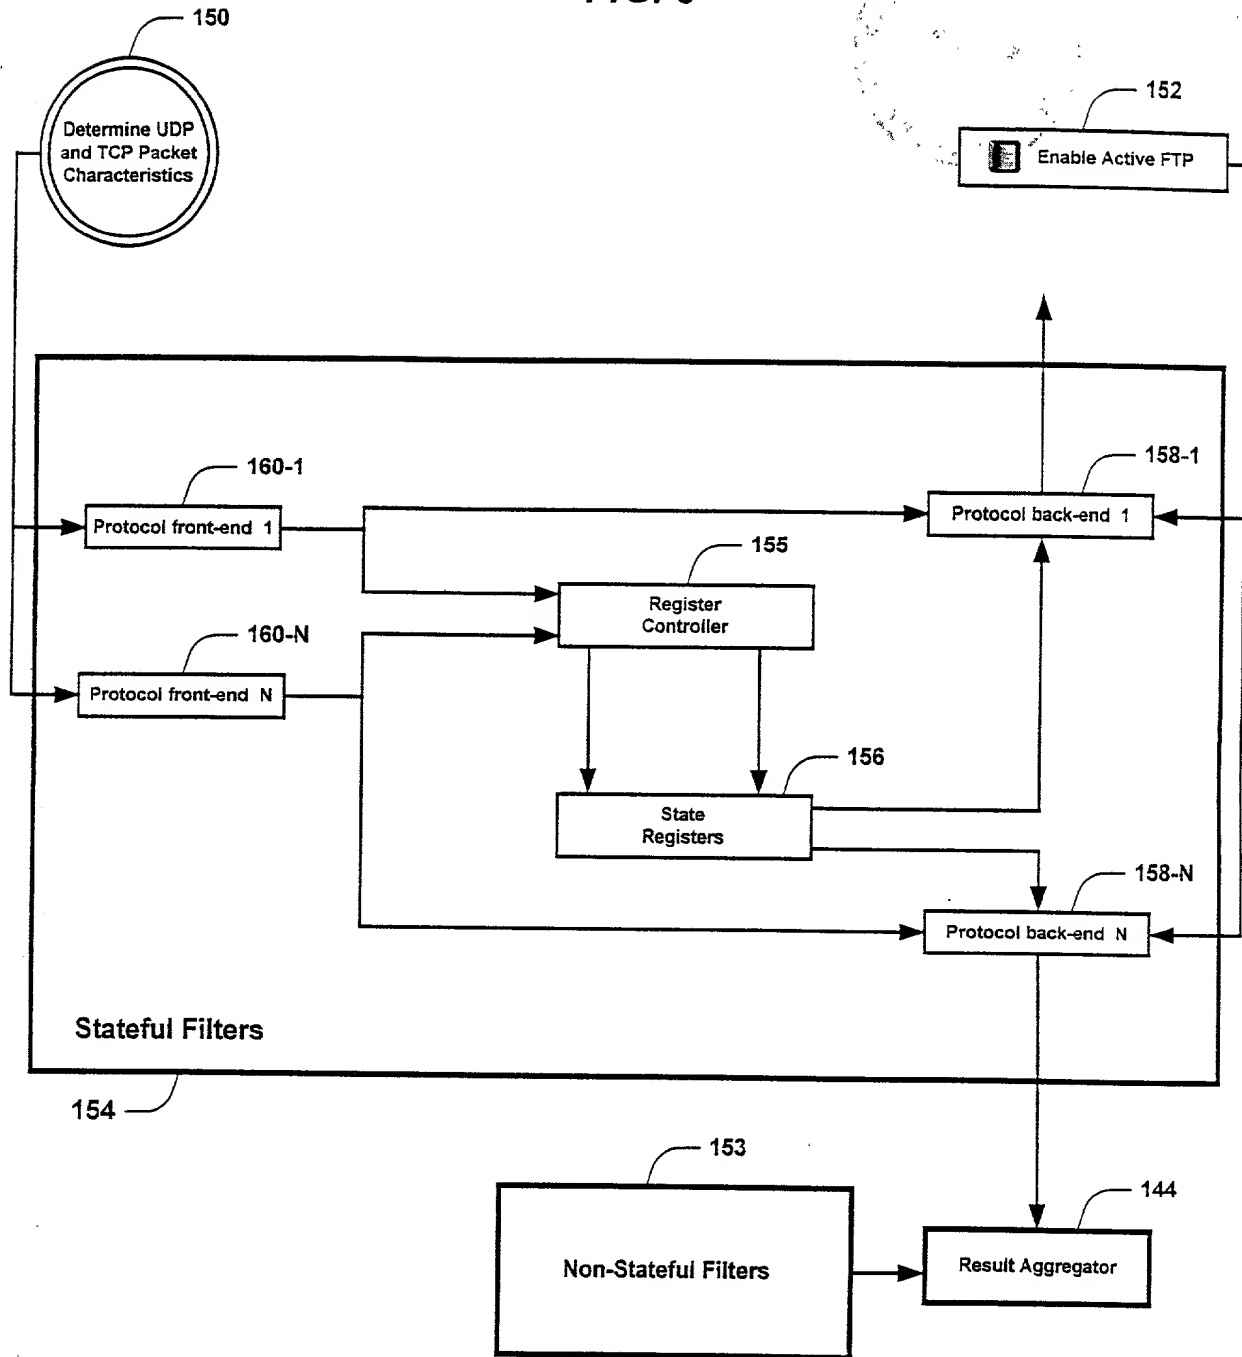 150
Determine UDP
and TCP Packet
Characteristics
152
Enable Active FTP
160-1
Protocol front-end 1
158-1
Protocol back-end 1
155
Register
Controller
160-N
Protocol front-end N
156
State
Registers
158-N
Protocol back-end N
Stateful Filters
154
153
Non-Stateful Filters
144
Result Aggregator